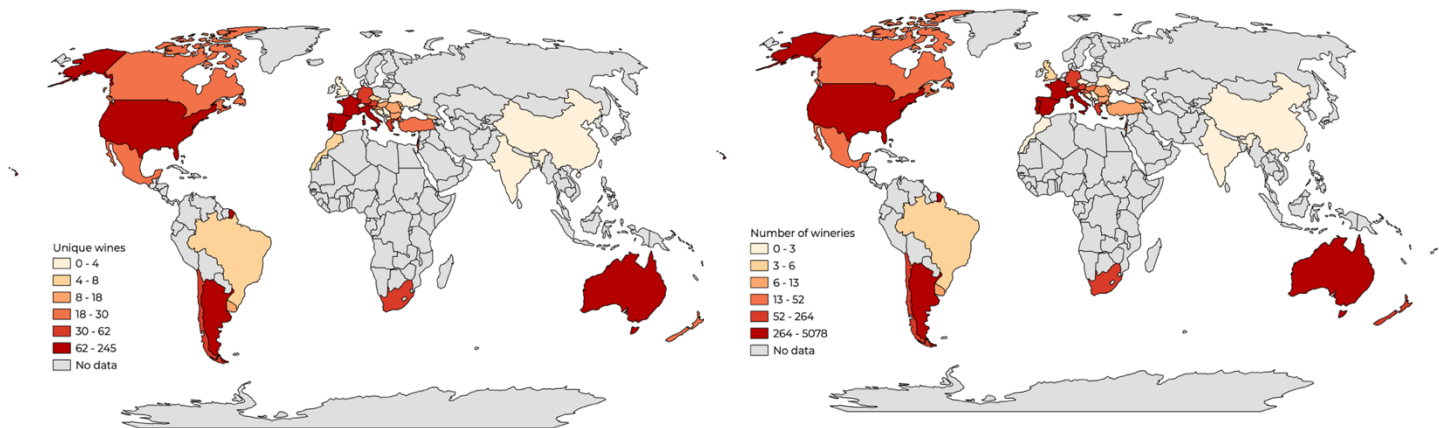 Unique wines
0 - 4
4 - 8
8 - 18
18 - 30
30 - 62
62 - 245
No data
Number of wineries
0 - 3
3 - 6
6 - 13
13 - 52
52 - 264
264 - 5078
No data